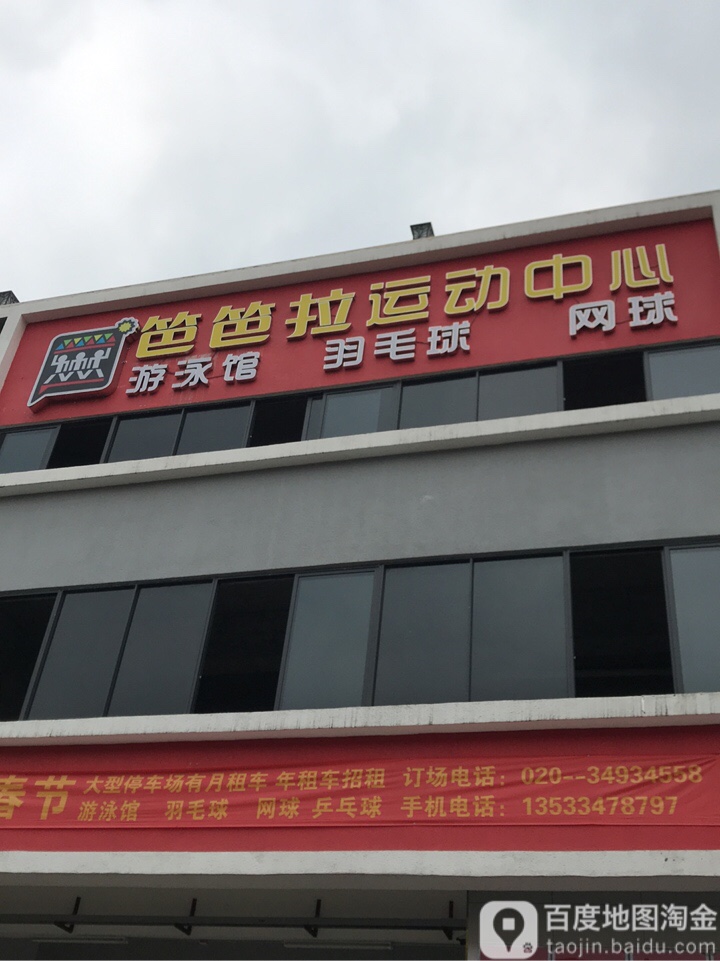 笆笆拉运动中心
游泳馆 羽毛球 网球
春节 大型停车场有月租车 年租车招租 订场电话：020--34934558
游泳馆 羽毛球 网球 乒乓球 手机电话：13533478797
百度地图淘金
taojin.baidu.com